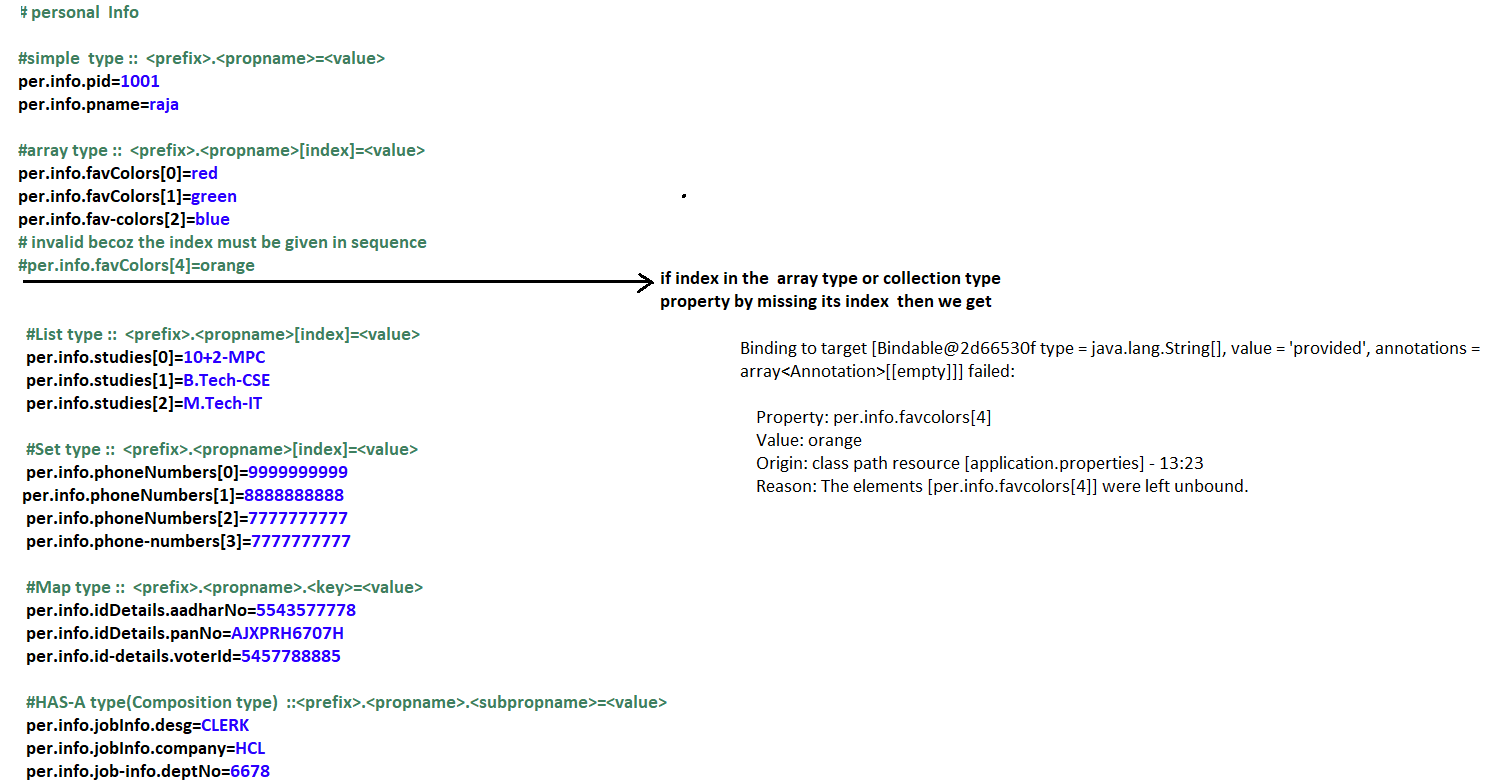 # personal Info
#simple type :: <prefix>.<propname>=<value>
per.info.pid=1001
per.info.pname=raja
#array type :: <prefix>.<propname>[index]=<value>
per.info.favColors[0]=red
per.info.favColors[1]=green
per.info.fav-colors[2]=blue
# invalid becoz the index must be given in sequence
#per.info.favColors[4]=orange
if index in the array type or collection type
property by missing its index then we get
Binding to target [Bindable@2d66530f type = java.lang.String[], value = 'provided', annotations =
array<Annotation>[[empty]]] failed:
Property: per.info.favcolors[4]
Value: orange
Origin: class path resource [application.properties] - 13:23
Reason: The elements [per.info.favcolors[4]] were left unbound.
#List type :: <prefix>.<propname>[index]=<value>
per.info.studies[0]=10+2-MPC
per.info.studies[1]=B.Tech-CSE
per.info.studies[2]=M.Tech-IT
#Set type :: <prefix>.<propname>[index]=<value>
per.info.phoneNumbers[0]=9999999999
per.info.phoneNumbers[1]=8888888888
per.info.phoneNumbers[2]=7777777777
per.info.phone-numbers[3]=7777777777
#Map type :: <prefix>.<propname>.<key>=<value>
per.info.idDetails.aadharNo=5543577778
per.info.idDetails.panNo=AJXPRH6707H
per.info.id-details.voterId=5457788885
#HAS-A type(Composition type) ::<prefix>.<propname>.<subpropname>=<value>
per.info.jobInfo.desg=CLERK
per.info.jobInfo.company=HCL
per.info.job-info.deptNo=6678